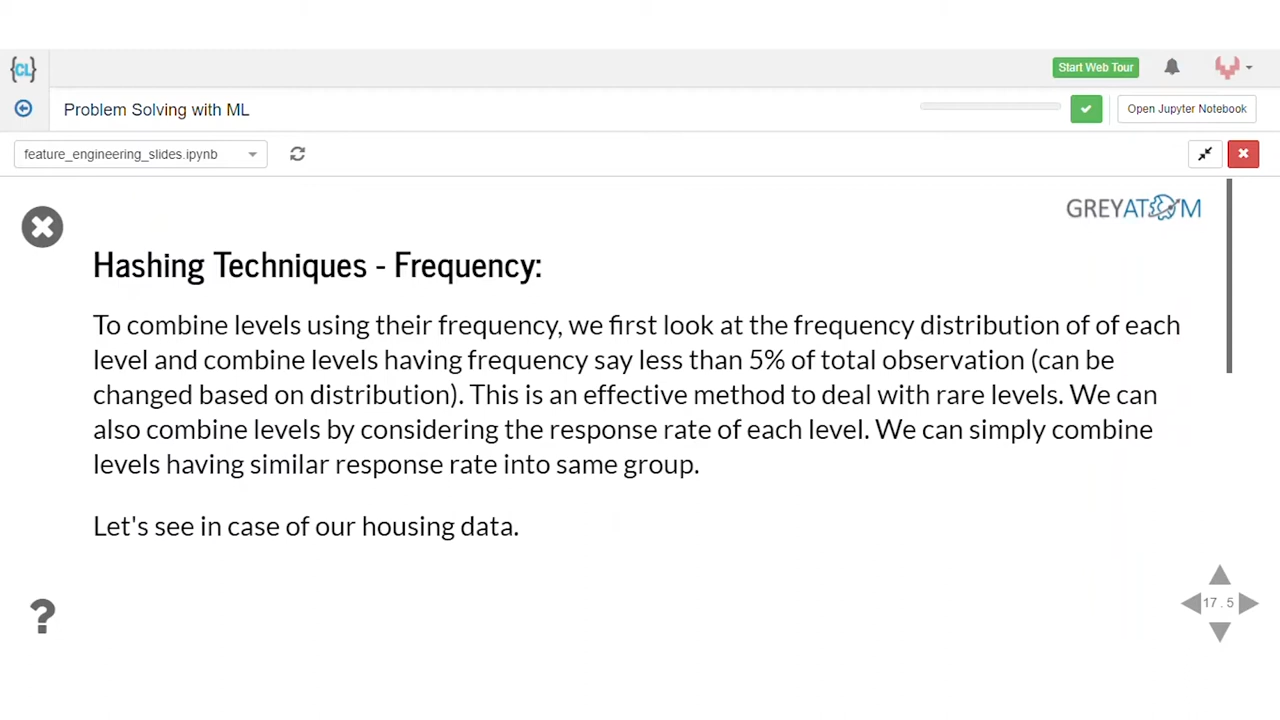 {CL}
Start Web Tour
Problem Solving with ML
Open Jupyter Notebook
feature_engineering_slides.ipynb
GREYATOM
Hashing Techniques - Frequency:
To combine levels using their frequency, we first look at the frequency distribution of of each
level and combine levels having frequency say less than 5% of total observation (can be
changed based on distribution). This is an effective method to deal with rare levels. We can
also combine levels by considering the response rate of each level. We can simply combine
levels having similar response rate into same group.
Let's see in case of our housing data.
17 . 5
?